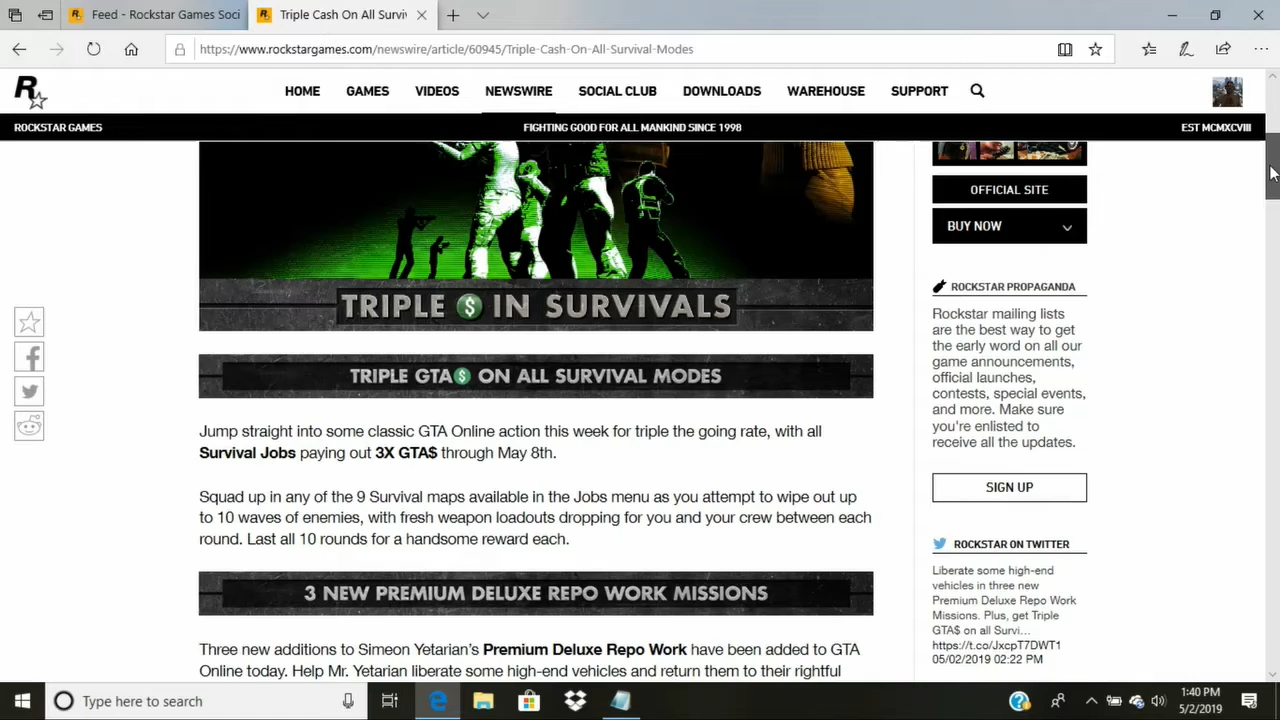 Feed - Rockstar Games Soci
Triple Cash On All Survi
https://www.rockstargames.com/newswire/article/60945/Triple-Cash-On-All-Survival-Modes
R
HOME
GAMES
VIDEOS
NEWSWIRE
SOCIAL CLUB
DOWNLOADS
WAREHOUSE
SUPPORT
ROCKSTAR GAMES
FIGHTING GOOD FOR ALL MANKIND SINCE 1998
EST MCMXCVIII
TRIPLE $ IN SURVIVALS
TRIPLE GTA$ ON ALL SURVIVAL MODES
Jump straight into some classic GTA Online action this week for triple the going rate, with all
Survival Jobs paying out 3X GTA$ through May 8th.
Squad up in any of the 9 Survival maps available in the Jobs menu as you attempt to wipe out up
to 10 waves of enemies, with fresh weapon loadouts dropping for you and your crew between each
round. Last all 10 rounds for a handsome reward each.
3 NEW PREMIUM DELUXE REPO WORK MISSIONS
Three new additions to Simeon Yetarian's Premium Deluxe Repo Work have been added to GTA
Online today. Help Mr. Yetarian liberate some high-end vehicles and return them to their rightful
OFFICIAL SITE
BUY NOW
ROCKSTAR PROPAGANDA
Rockstar mailing lists
are the best way to get
the early word on all our
game announcements,
official launches,
contests, special events,
and more. Make sure
you're enlisted to
receive all the updates.
SIGN UP
ROCKSTAR ON TWITTER
Liberate some high-end
vehicles in three new
Premium Deluxe Repo Work
Missions. Plus, get Triple
GTA$ on all Survi...
https://t.co/JxcpT7DWT1
05/02/2019 02:22 PM
Type here to search
1:40 PM
5/2/2019